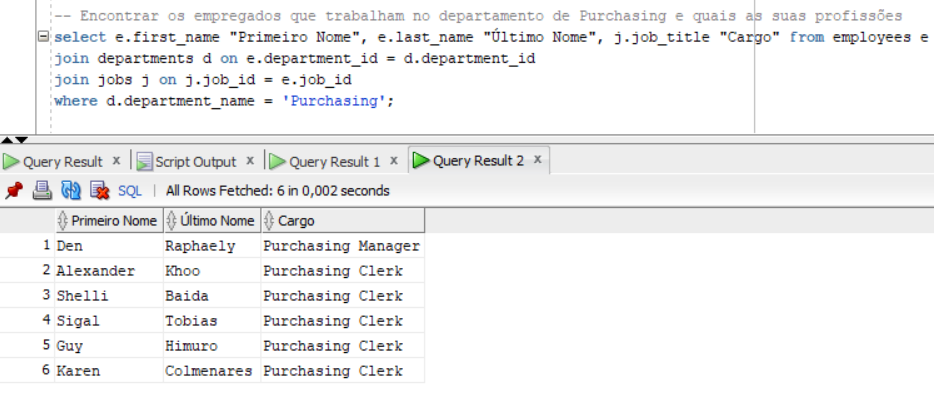 -- Encontrar os empregados que trabalham no departamento de Purchasing e quais as suas profissões
select e.first_name "Primeiro Nome", e.last_name "Último Nome", j.job_title "Cargo" from employees e
join departments d on e.department_id = d.department_id
join jobs j on j.job_id = e.job_id
where d.department_name = 'Purchasing';
Query Result x Script Output x Query Result 1 x Query Result 2 x
SQL | All Rows Fetched: 6 in 0,002 seconds
Primeiro Nome Último Nome Cargo
1 Den Raphaely Purchasing Manager
2 Alexander Khoo Purchasing Clerk
3 Shelli Baida Purchasing Clerk
4 Sigal Tobias Purchasing Clerk
5 Guy Himuro Purchasing Clerk
6 Karen Colmenares Purchasing Clerk